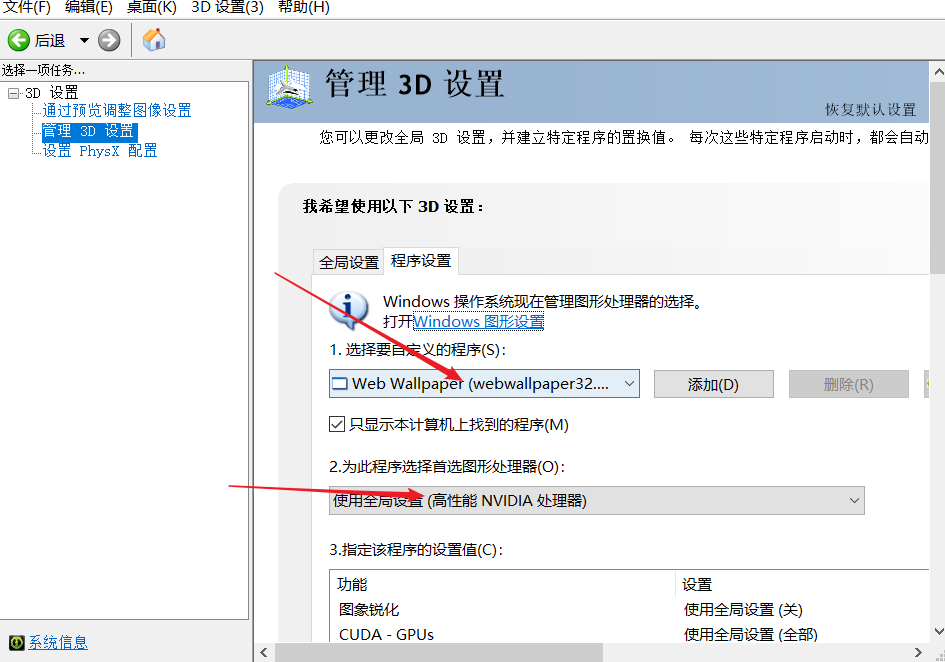 文件(F) 编辑(E) 桌面(K) 3D 设置(3) 帮助(H)
后退
选择一项任务...
3D 设置
通过预览调整图像设置
管理 3D 设置
设置 PhysX 配置
系统信息
管理 3D 设置
恢复默认设置
您可以更改全局 3D 设置，并建立特定程序的置换值。 每次这些特定程序启动时，都会自动
我希望使用以下 3D 设置：
全局设置 程序设置
Windows 操作系统现在管理图形处理器的选择。
打开Windows 图形设置
1. 选择要自定义的程序(S)：
Web Wallpaper (webwallpaper32.... 添加(D) 删除(R)
只显示本计算机上找到的程序(M)
2.为此程序选择首选图形处理器(O)：
使用全局设置 (高性能 NVIDIA 处理器)
3.指定该程序的设置值(C)：
功能 设置
图象锐化 使用全局设置 (关)
CUDA - GPUs 使用全局设置 (全部)